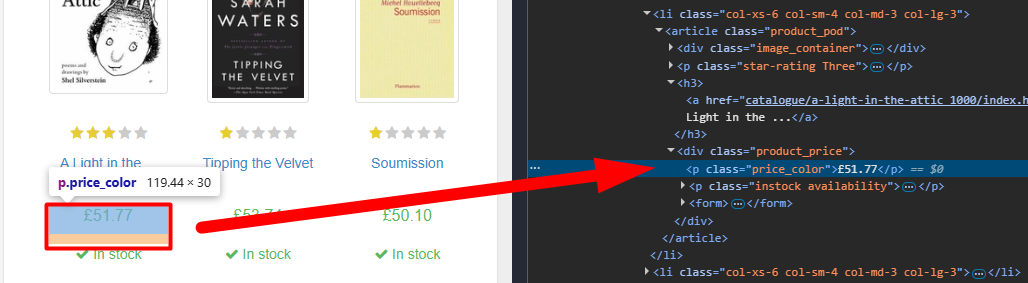 Attic
poems and
drawings by
Shel Silverstein
SARAH
WATERS
TIPPING
THE VELVET
Michel Houellebecq
Soumission
Flammarion
A Light in the
Tipping the Velvet
Soumission
p.price_color 119.44 × 30
£51.77
£53.74
£50.10
In stock
In stock
In stock
<li class="col-xs-6 col-sm-4 col-md-3 col-lg-3">
<article class="product_pod">
<div class="image_container">…</div>
<p class="star-rating Three">…</p>
<h3>
<a href="catalogue/a-light-in-the-attic 1000/index.h
Light in the ...</a>
</h3>
<div class="product_price">
<p class="price_color">£51.77</p> == $0
<p class="instock availability">…</p>
<form>…</form>
</div>
</article>
</li>
<li class="col-xs-6 col-sm-4 col-md-3 col-lg-3">…</li>